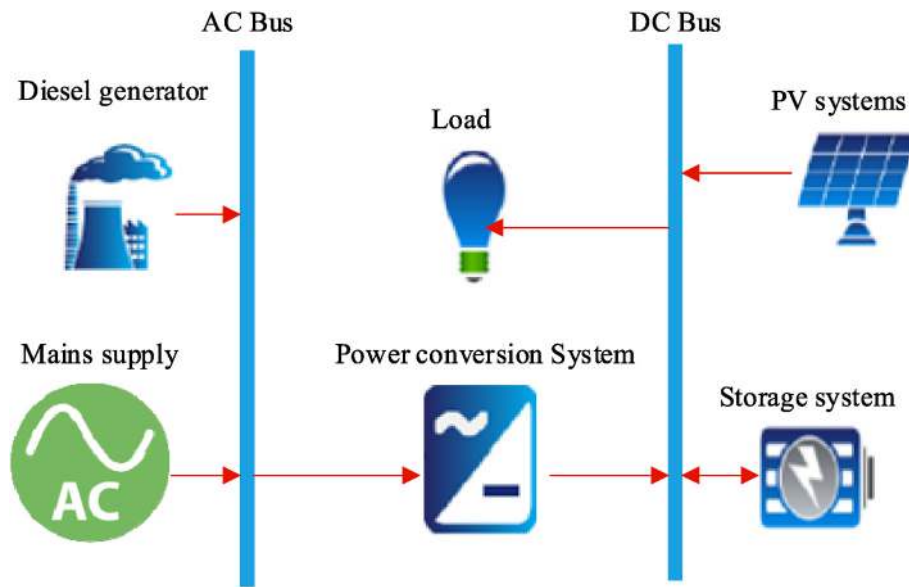 AC Bus
DC Bus
Diesel generator
Load
PV systems
Mains supply
Power conversion System
Storage system
AC